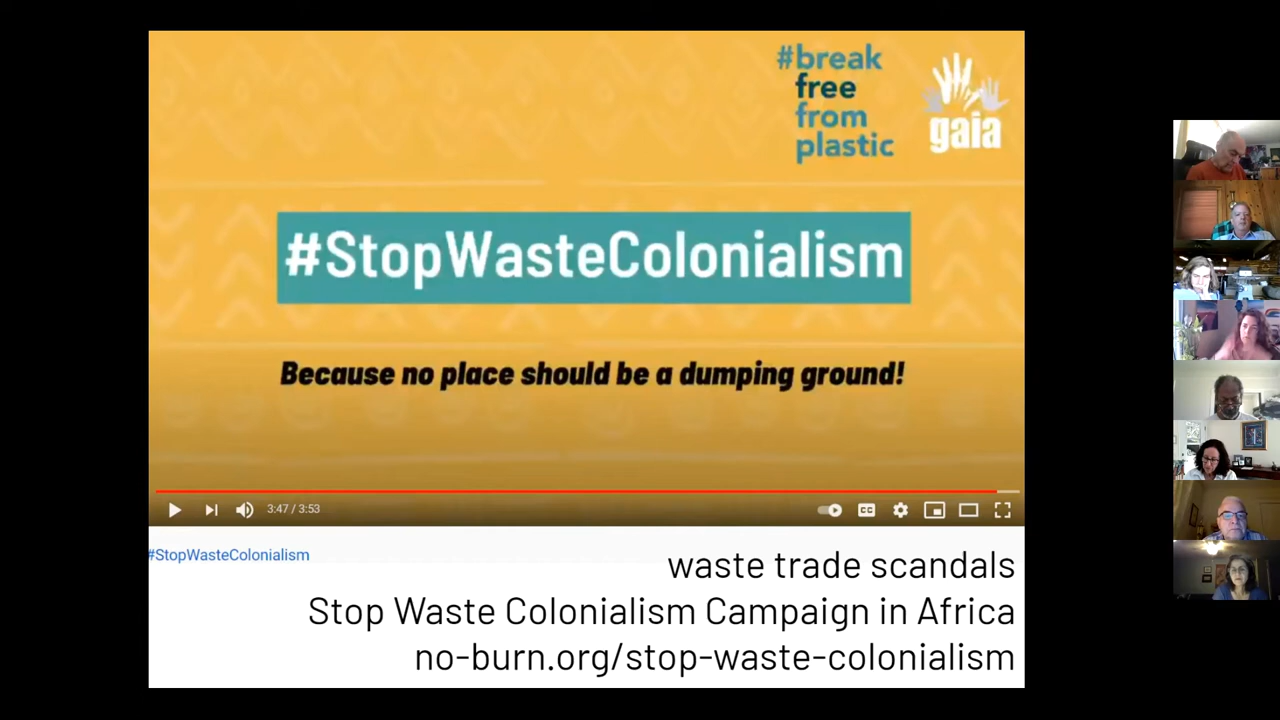 #break
free
from
plastic
gaia
#StopWasteColonialism
Because no place should be a dumping ground!
3:47 / 3:53
CC
#StopWasteColonialism
waste trade scandals
Stop Waste Colonialism Campaign in Africa
no-burn.org/stop-waste-colonialism